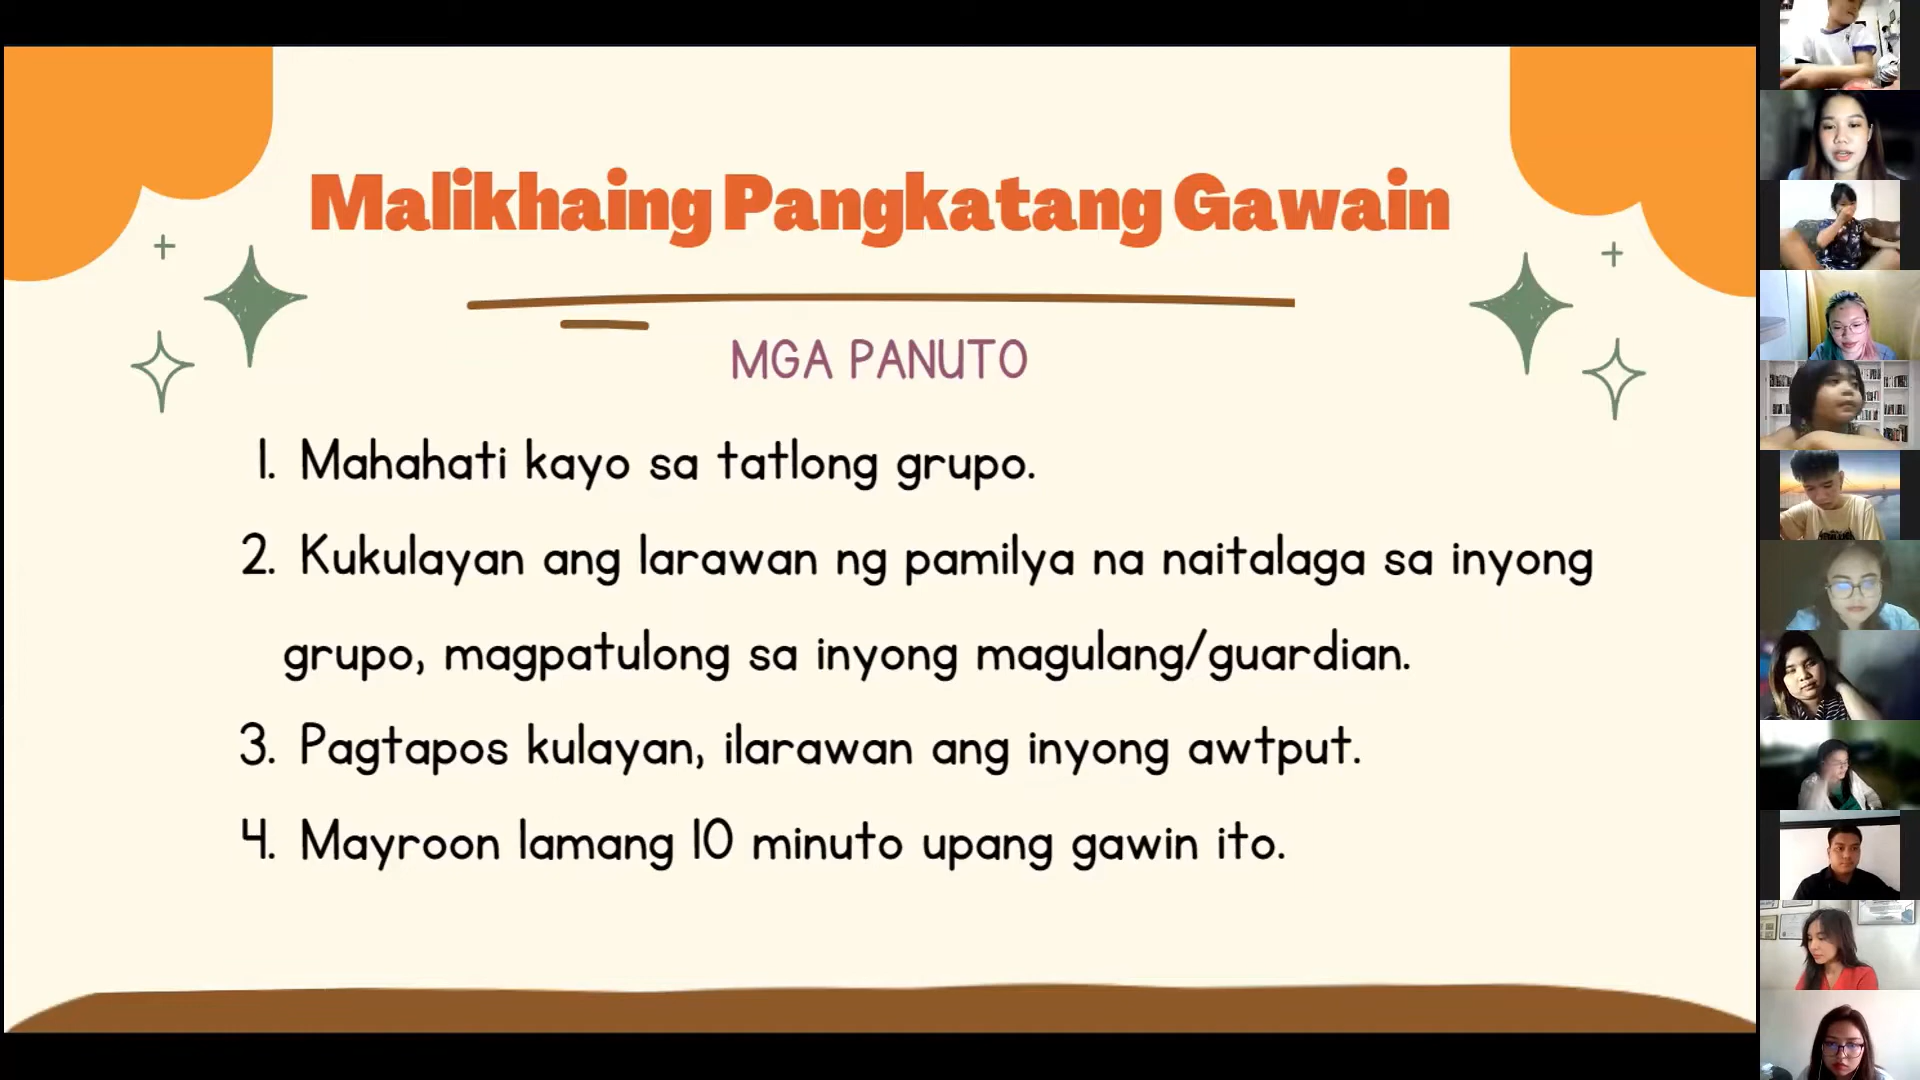 Malikhaing Pangkatang Gawain
MGA PANUTO
1. Mahahati kayo sa tatlong grupo.
2. Kukulayan ang larawan ng pamilya na naitalaga sa inyong
grupo, magpatulong sa inyong magulang/guardian.
3. Pagtapos kulayan, ilarawan ang inyong awtput.
4. Mayroon lamang 10 minuto upang gawin ito.